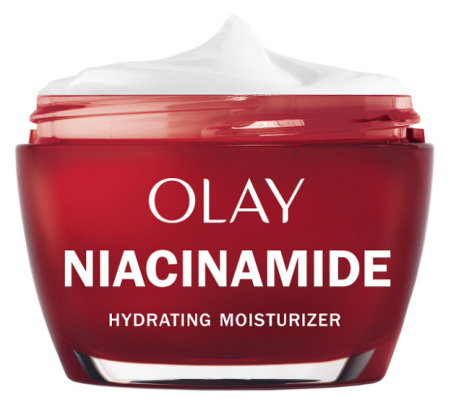 OLAY
NIACINAMIDE
HYDRATING MOISTURIZER